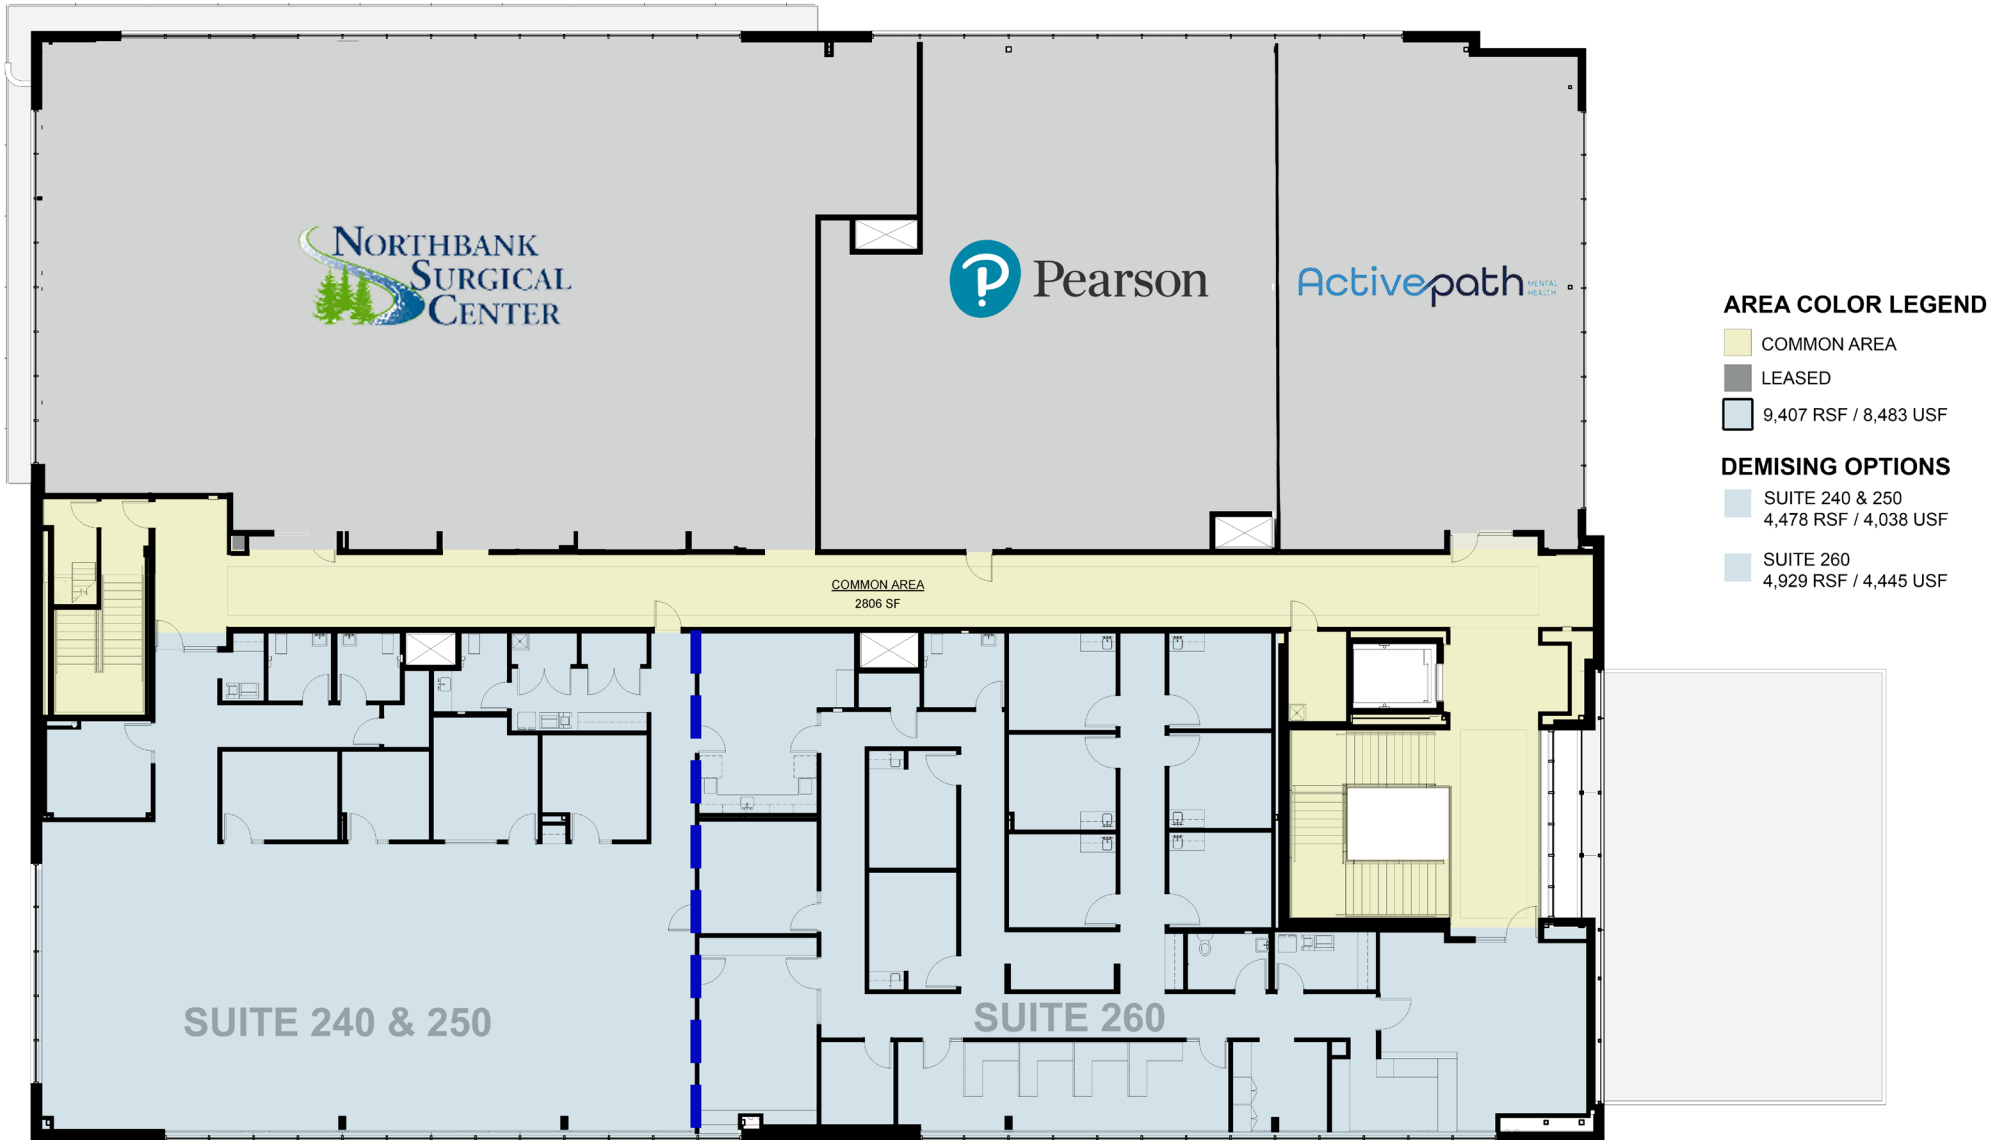 NORTHBANK
SURGICAL
CENTER
Pearson
Activepath MENTAL
HEALTH
AREA COLOR LEGEND
COMMON AREA
LEASED
9,407 RSF / 8,483 USF
DEMISING OPTIONS
SUITE 240 & 250
4,478 RSF / 4,038 USF
SUITE 260
4,929 RSF / 4,445 USF
COMMON AREA
2806 SF
SUITE 240 & 250
SUITE 260